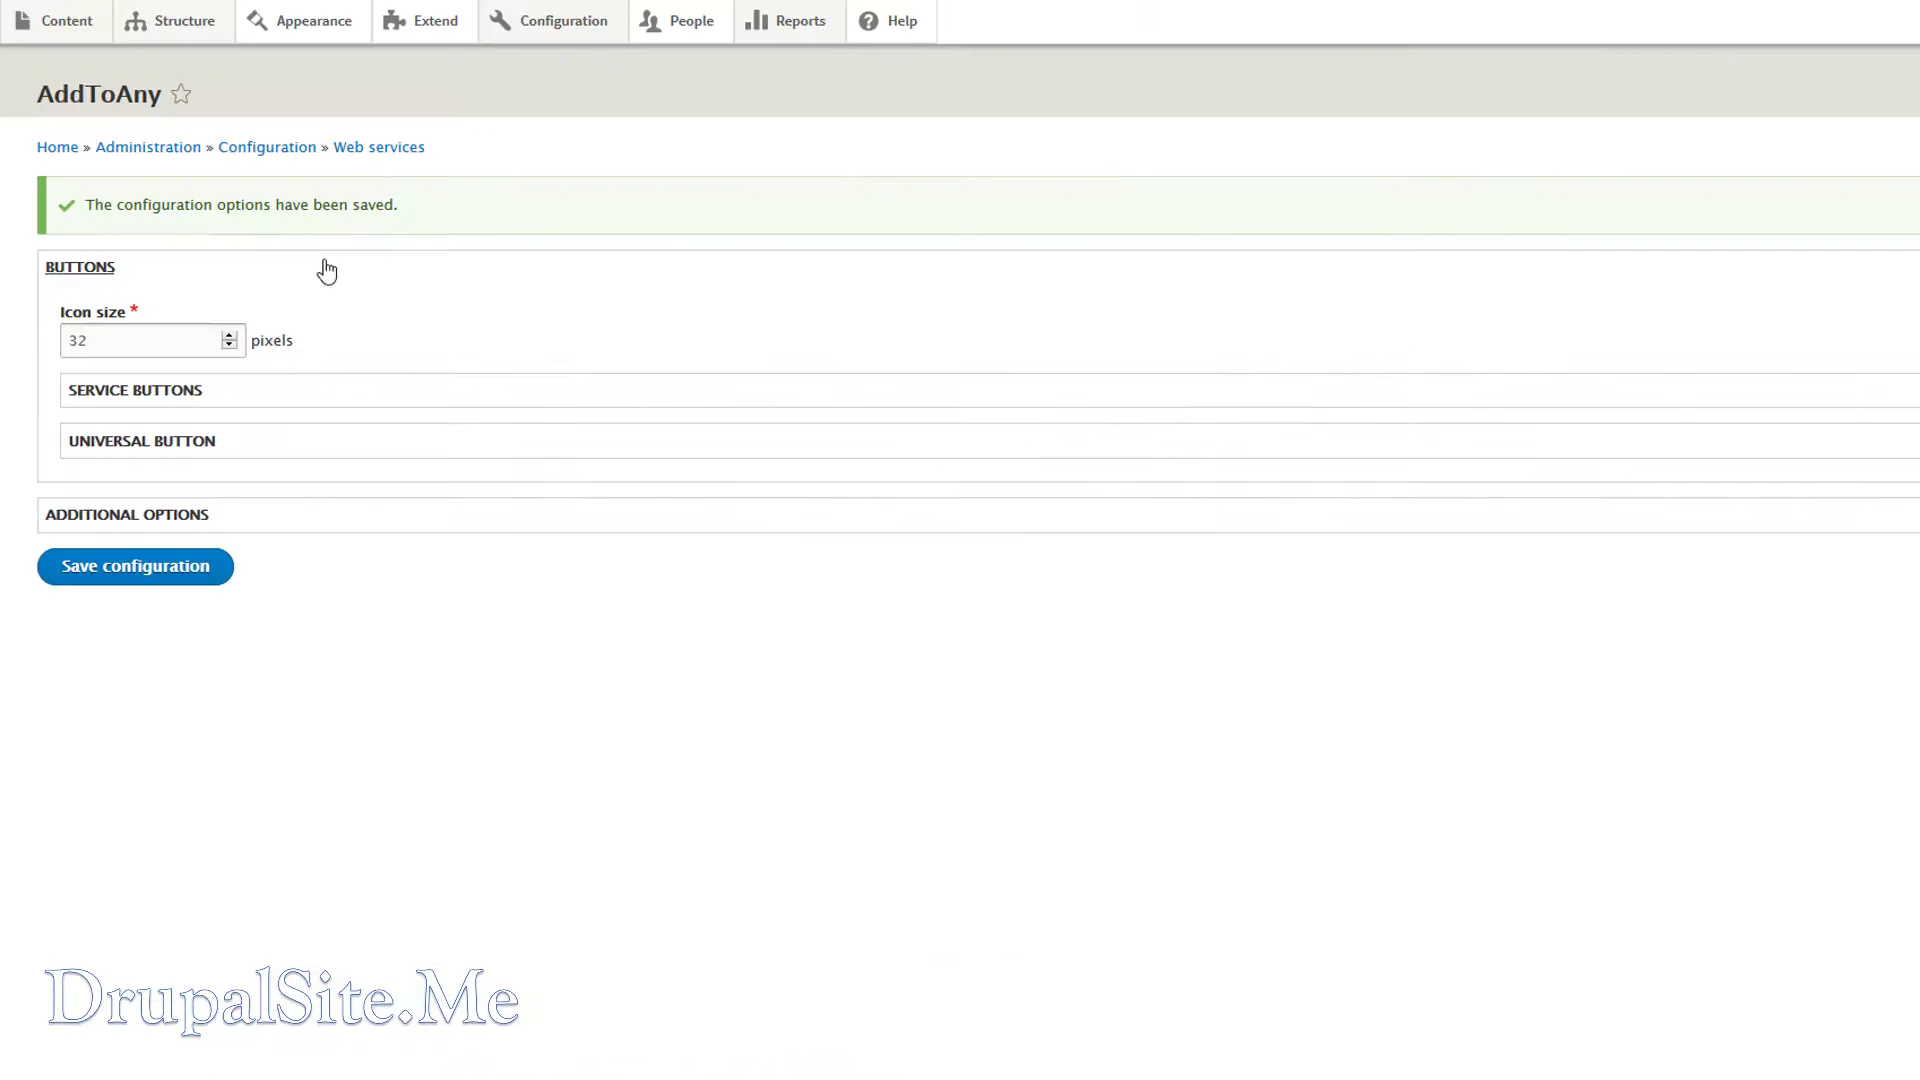 Content Structure Appearance Extend Configuration People Reports Help
AddToAny
Home » Administration » Configuration » Web services
The configuration options have been saved.
BUTTONS
Icon size *
32 pixels
SERVICE BUTTONS
UNIVERSAL BUTTON
ADDITIONAL OPTIONS
Save configuration
DrupalSite.Me